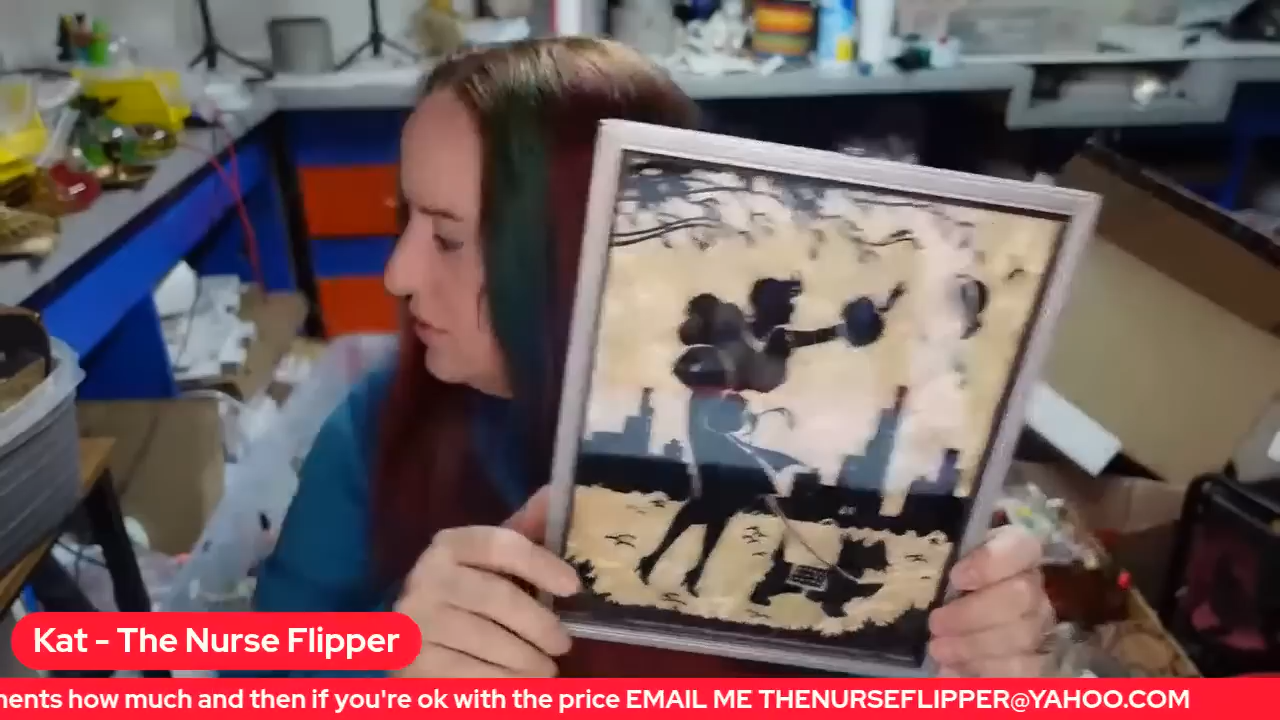 Kat - The Nurse Flipper
how much and then if you're ok with the price EMAIL ME THENURSEFLIPPER@YAHOO.COM